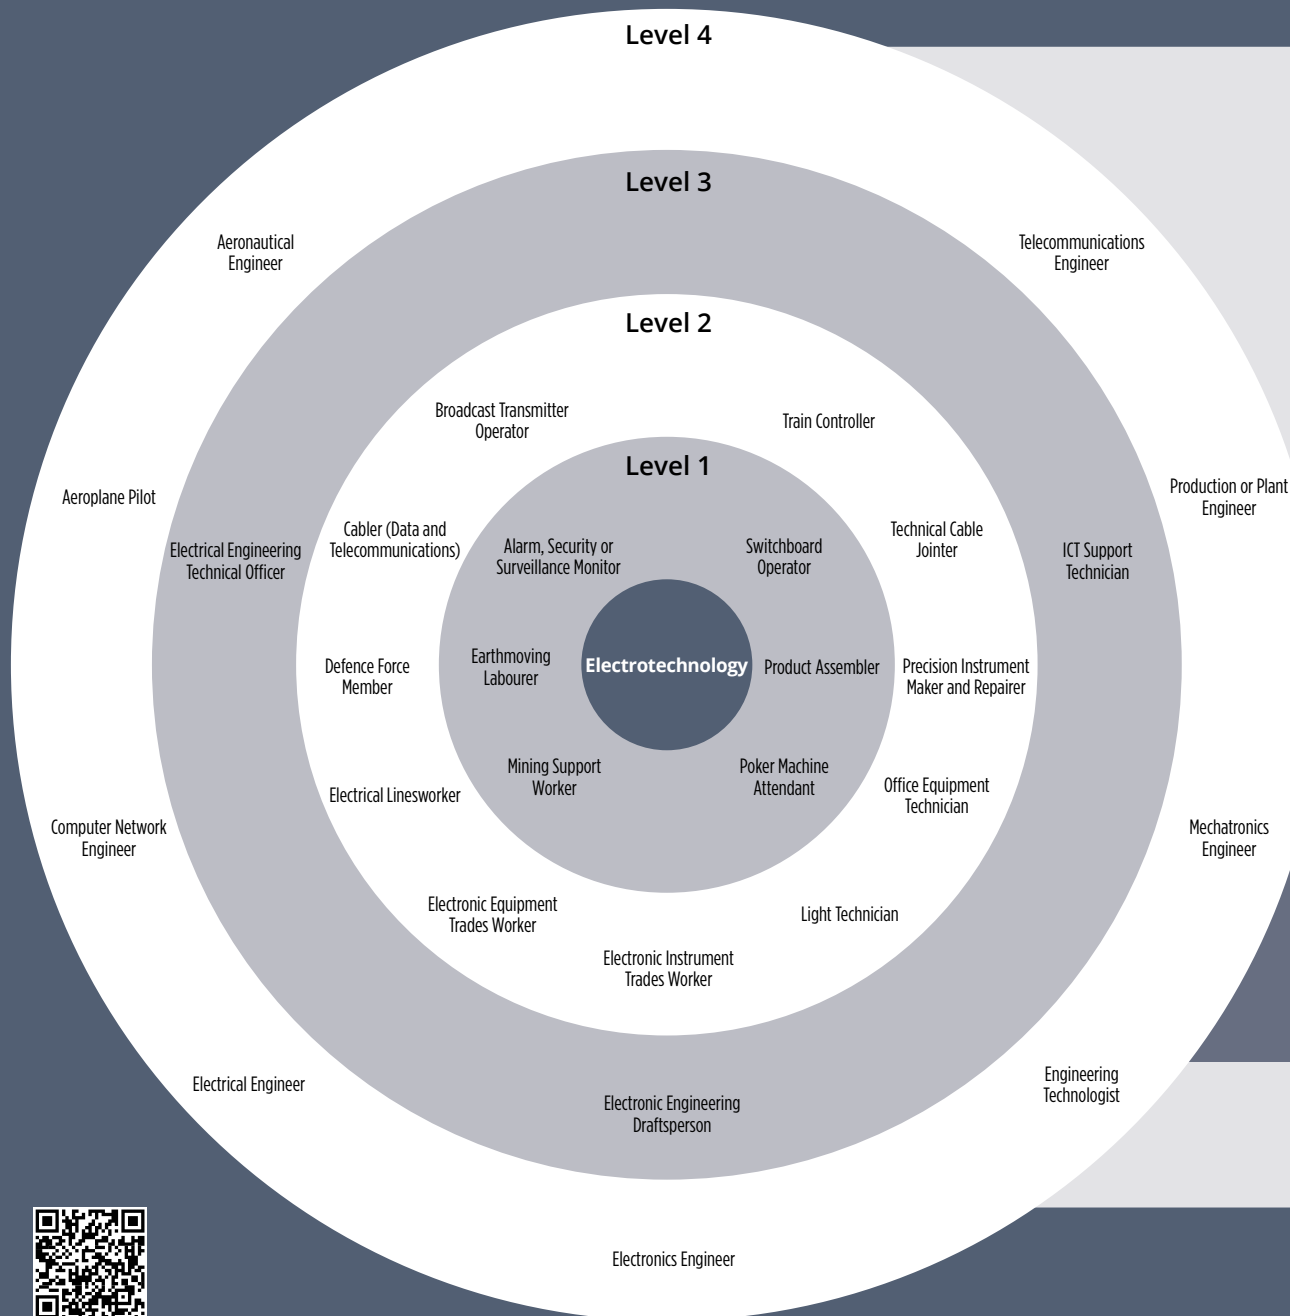 Level 4
Level 3
Aeronautical
Engineer
Telecommunications
Engineer
Level 2
Broadcast Transmitter
Operator
Train Controller
Level 1
Aeroplane Pilot
Production or Plant
Engineer
Cabler (Data and
Telecommunications)
Technical Cable
Jointer
Electrical Engineering
Technical Officer
Alarm, Security or
Surveillance Monitor
Switchboard
Operator
ICT Support
Technician
Defence Force
Member
Earthmoving
Labourer
Electrotechnology
Product Assembler
Precision Instrument
Maker and Repairer
Mining Support
Worker
Poker Machine
Attendant
Electrical Linesworker
Office Equipment
Technician
Computer Network
Engineer
Mechatronics
Engineer
Electronic Equipment
Trades Worker
Light Technician
Electronic Instrument
Trades Worker
Electrical Engineer
Engineering
Technologist
Electronic Engineering
Draftsperson
Electronics Engineer